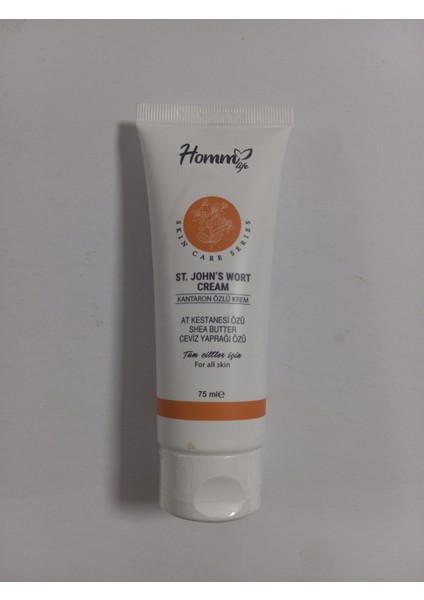 Homm
life
SKIN CARE SERIES
ST. JOHN'S WORT
CREAM
KANTARON ÖZLÜ KREM
AT KESTANESİ ÖZÜ
SHEA BUTTER
CEVİZ YAPRAĞI ÖZÜ
Tüm ciltler için
For all skin
75 ml℮